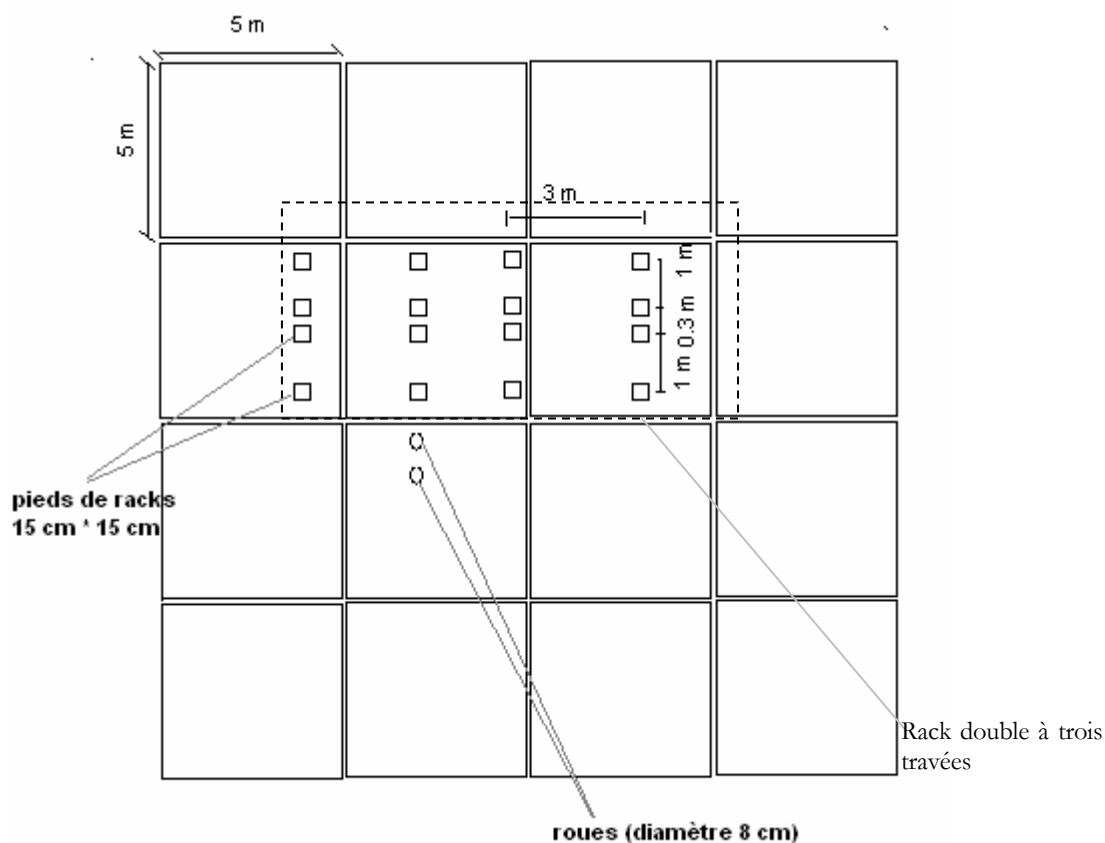 5 m
5 m
3 m
1 m
0.3 m
1 m
pieds de racks
15 cm * 15 cm
Rack double à trois
travées
roues (diamètre 8 cm)